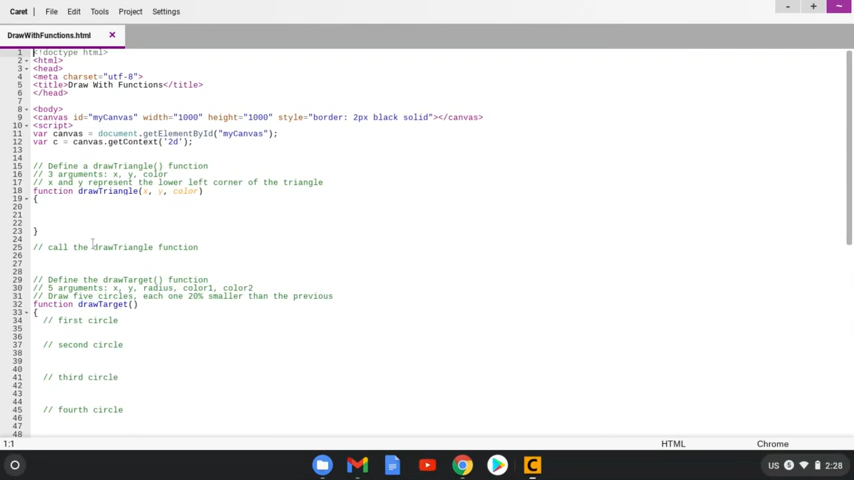 Caret File Edit Tools Project Settings - + ~
DrawWithFunctions.html ×
1 <!doctype html>
2 <html>
3 <head>
4 <meta charset="utf-8">
5 <title>Draw With Functions</title>
6 </head>
7
8 <body>
9 <canvas id="myCanvas" width="1000" height="1000" style="border: 2px black solid"></canvas>
10 <script>
11 var canvas = document.getElementById("myCanvas");
12 var c = canvas.getContext('2d');
13
14
15 // Define a drawTriangle() function
16 // 3 arguments: x, y, color
17 // x and y represent the lower left corner of the triangle
18 function drawTriangle(x, y, color)
19 {
20
21
22
23 }
24
25 // call the drawTriangle function
26
27
28
29 // Define the drawTarget() function
30 // 5 arguments: x, y, radius, color1, color2
31 // Draw five circles, each one 20% smaller than the previous
32 function drawTarget()
33 {
34 // first circle
35
36
37 // second circle
38
39
40
41 // third circle
42
43
44
45 // fourth circle
46
47
48
1:1 HTML Chrome
US 5 2:28